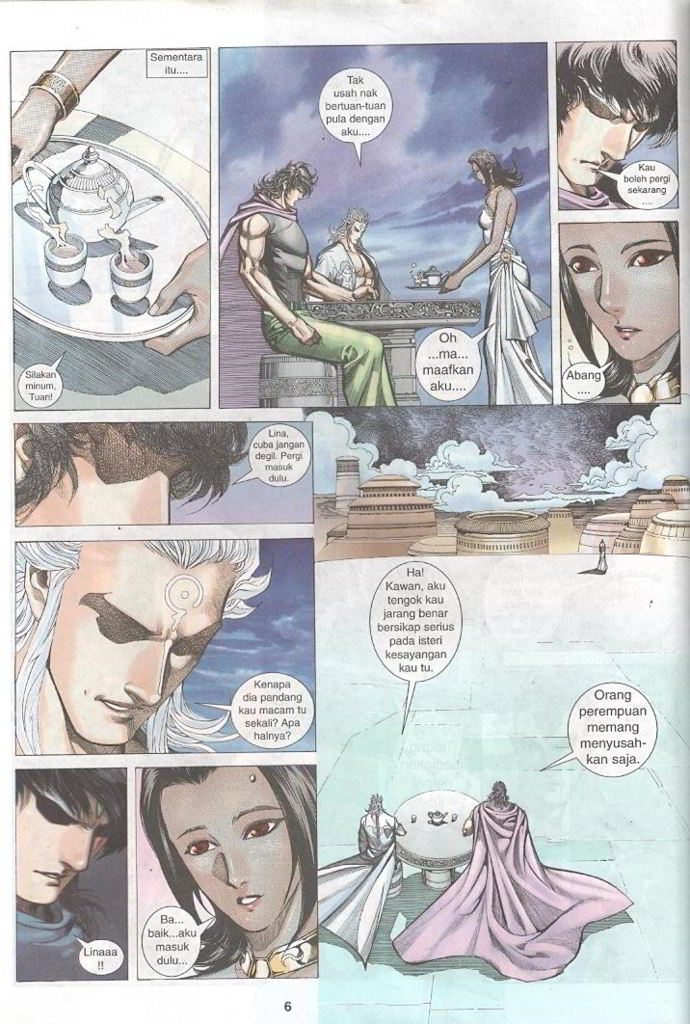 Sementara
itu....
Silakan
minum,
Tuan!
Tak
usah nak
bertuan-tuan
pula dengan
aku....
Oh
...ma...
maafkan
aku....
Kau
boleh pergi
sekarang
....
Abang
....
Lina,
cuba jangan
degil. Pergi
masuk
dulu.
Kenapa
dia pandang
kau macam tu
sekali? Apa
halnya?
Linaaa
!!
Ba...
baik...aku
masuk
dulu...
Ha!
Kawan, aku
tengok kau
jarang benar
bersikap serius
pada isteri
kesayangan
kau tu.
Orang
perempuan
memang
menyusah-
kan saja.
6